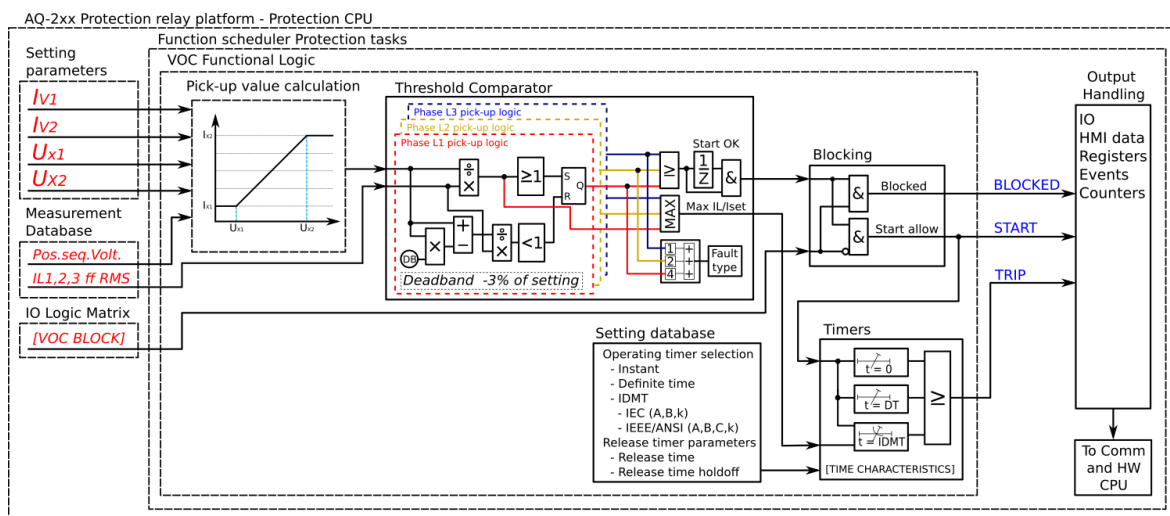 AQ-2xx Protection relay platform - Protection CPU
Function scheduler Protection tasks
VOC Functional Logic
Setting
parameters
IV1
IV2
Ux1
Ux2
Measurement
Database
Pos.seq.Volt.
IL1,2,3 ff RMS
IO Logic Matrix
[VOC BLOCK]
Pick-up value calculation
Ix2
Ix1
Ux1
Ux2
Threshold Comparator
Phase L3 pick-up logic
Phase L2 pick-up logic
Phase L1 pick-up logic
÷
×
≥1
S
R
Q
+
−
×
÷
×
<1
DB
Deadband -3% of setting
≥
Start OK
1
Z
&
MAX
Max IL/Iset
1 +
2 +
4 +
Fault
type
Blocking
&
Blocked
&
Start allow
BLOCKED
START
TRIP
Output
Handling
IO
HMI data
Registers
Events
Counters
To Comm
and HW
CPU
Setting database
Operating timer selection
- Instant
- Definite time
- IDMT
- IEC (A,B,k)
- IEEE/ANSI (A,B,C,k)
Release timer parameters
- Release time
- Release time holdoff
Timers
t = 0
t = DT
t = IDMT
≥
[TIME CHARACTERISTICS]